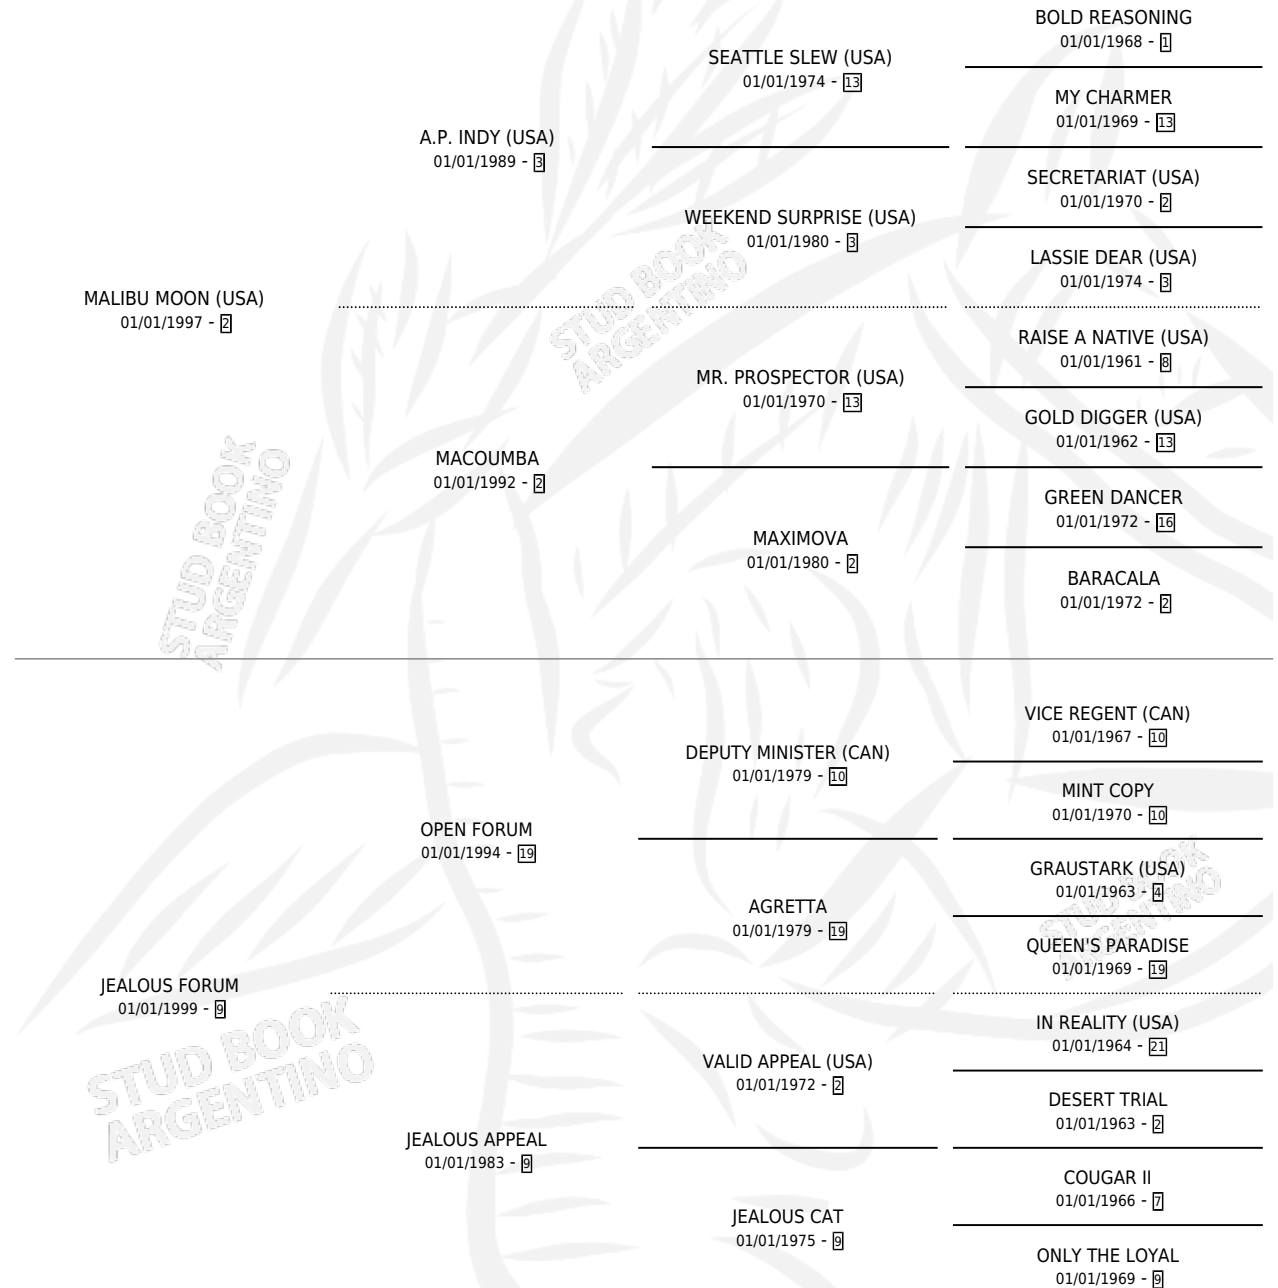 BOLD REASONING
01/01/1968 - 1
SEATTLE SLEW (USA)
01/01/1974 - 13
MY CHARMER
01/01/1969 - 13
A.P. INDY (USA)
01/01/1989 - 3
SECRETARIAT (USA)
01/01/1970 - 2
WEEKEND SURPRISE (USA)
01/01/1980 - 3
LASSIE DEAR (USA)
01/01/1974 - 3
MALIBU MOON (USA)
01/01/1997 - 2
RAISE A NATIVE (USA)
01/01/1961 - 8
MR. PROSPECTOR (USA)
01/01/1970 - 13
GOLD DIGGER (USA)
01/01/1962 - 13
MACOUMBA
01/01/1992 - 2
GREEN DANCER
01/01/1972 - 16
MAXIMOVA
01/01/1980 - 2
BARACALA
01/01/1972 - 2
VICE REGENT (CAN)
01/01/1967 - 10
DEPUTY MINISTER (CAN)
01/01/1979 - 10
MINT COPY
01/01/1970 - 10
OPEN FORUM
01/01/1994 - 19
GRAUSTARK (USA)
01/01/1963 - 4
AGRETTA
01/01/1979 - 19
QUEEN'S PARADISE
01/01/1969 - 19
JEALOUS FORUM
01/01/1999 - 9
IN REALITY (USA)
01/01/1964 - 21
VALID APPEAL (USA)
01/01/1972 - 2
DESERT TRIAL
01/01/1963 - 2
JEALOUS APPEAL
01/01/1983 - 9
COUGAR II
01/01/1966 - 7
JEALOUS CAT
01/01/1975 - 9
ONLY THE LOYAL
01/01/1969 - 9
STUD BOOK
ARGENTINO
STUD BOOK
ARGENTINO
STUD BOOK
ARGENTINO
STUD BOOK
ARGENTINO